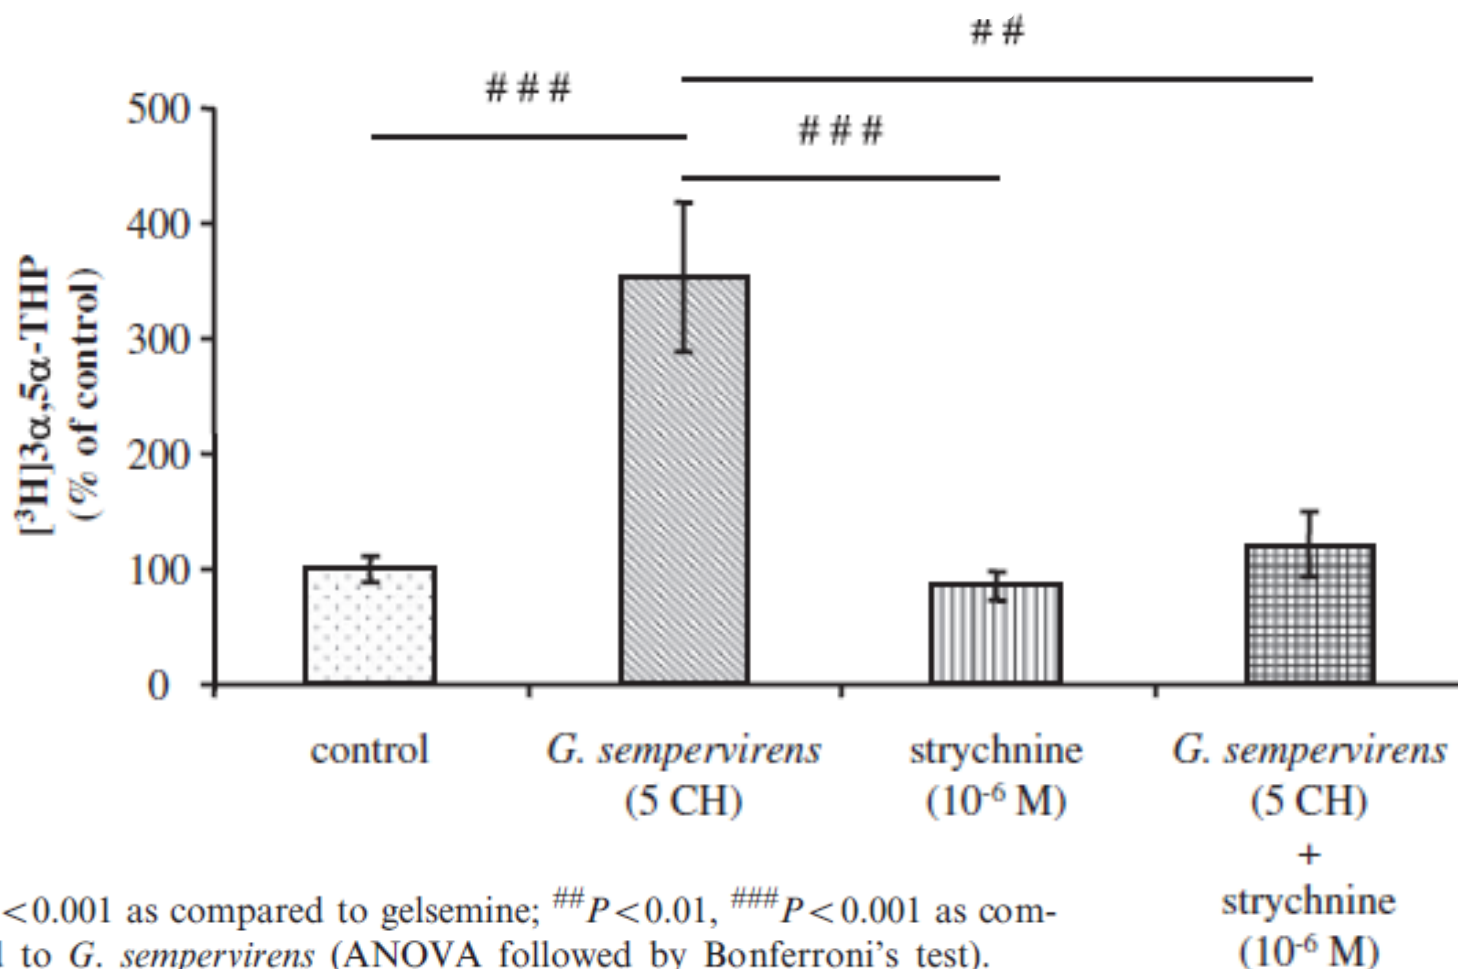 ##
###
###
500
400
300
200
100
0
[³H]3α,5α-THP
(% of control)
control
G. sempervirens
(5 CH)
strychnine
(10⁻⁶ M)
G. sempervirens
(5 CH)
+
strychnine
(10⁻⁶ M)
<0.001 as compared to gelsemine; ##P<0.01, ###P<0.001 as com-
to G. sempervirens (ANOVA followed by Bonferroni's test).